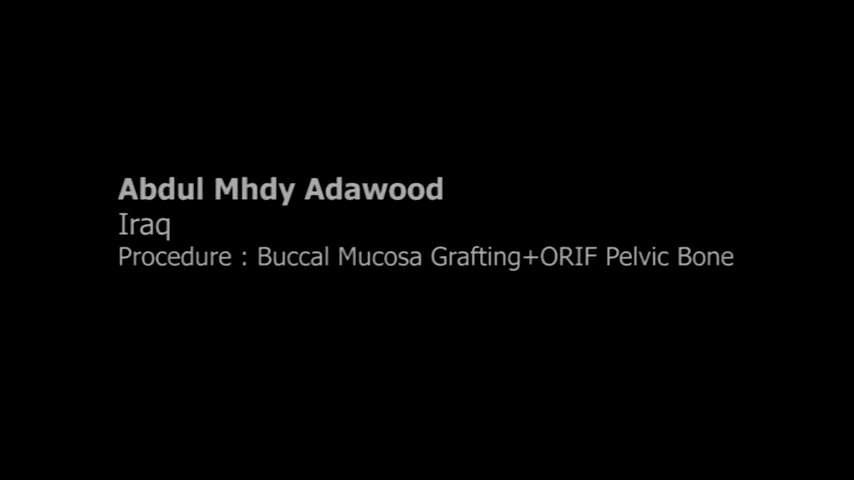 Abdul Mhdy Adawood
Iraq
Procedure : Buccal Mucosa Grafting+ORIF Pelvic Bone